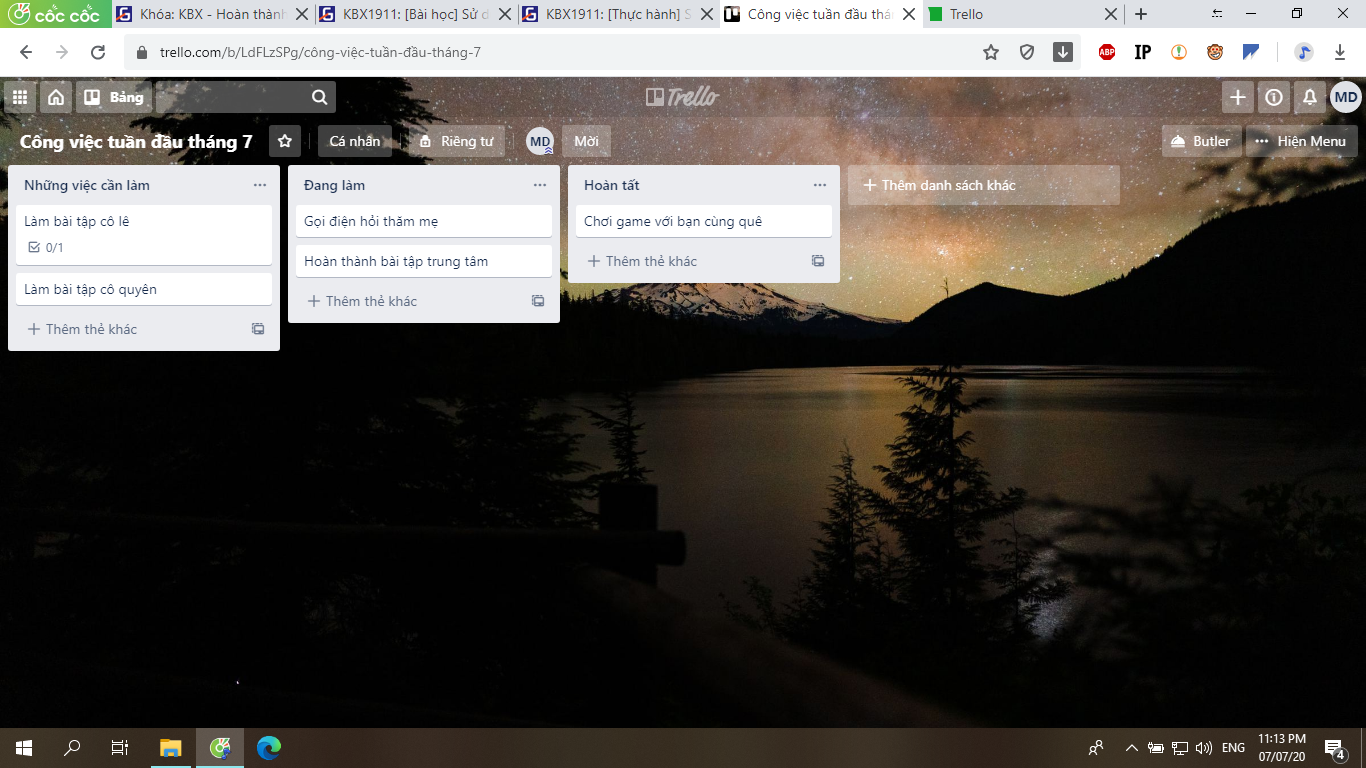 cốc cốc
Khóa: KBX - Hoàn thành
KBX1911: [Bài học] Sử d
KBX1911: [Thực hành] S
Công việc tuần đầu thá
Trello
trello.com/b/LdFLzSPg/công-việc-tuần-đầu-tháng-7
ABP
IP
Bảng
Trello
MD
Công việc tuần đầu tháng 7
Cá nhân
Riêng tư
MD
Mời
Butler
Hiện Menu
Những việc cần làm
Làm bài tập cô lê
0/1
Làm bài tập cô quyên
Thêm thẻ khác
Đang làm
Gọi điện hỏi thăm mẹ
Hoàn thành bài tập trung tâm
Thêm thẻ khác
Hoàn tất
Chơi game với bạn cùng quê
Thêm thẻ khác
Thêm danh sách khác
ENG
11:13 PM
07/07/20
4